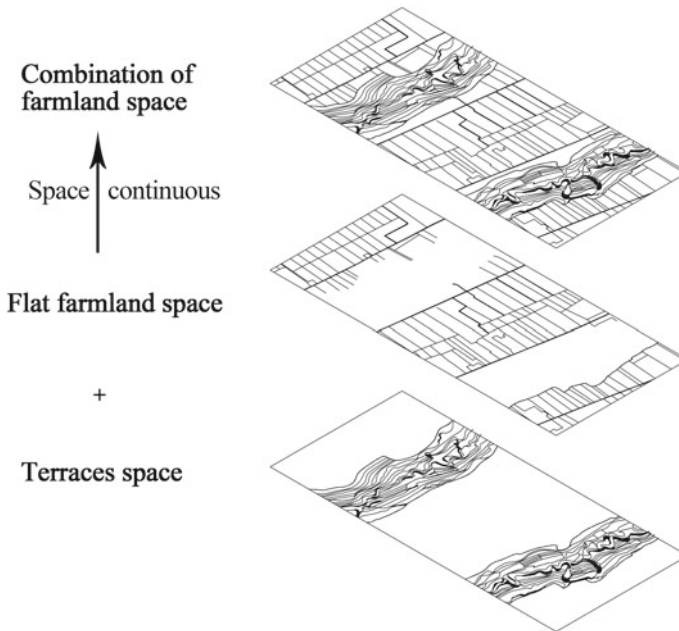 Combination of
farmland space
Space continuous
Flat farmland space
+
Terraces space